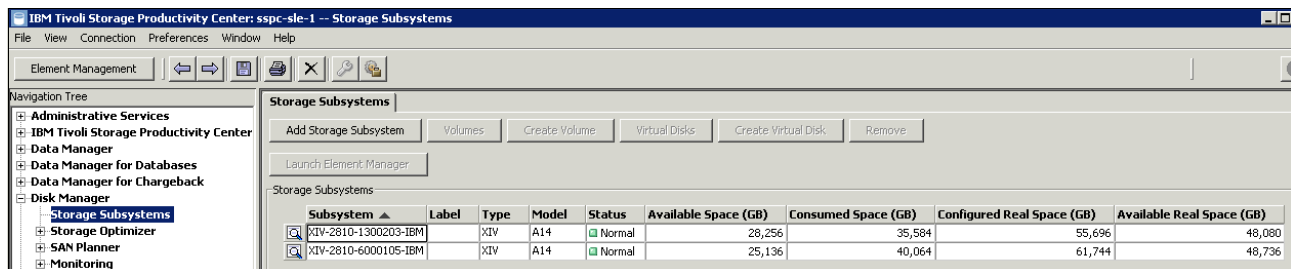 IBM Tivoli Storage Productivity Center: sspc-sle-1 -- Storage Subsystems
File View Connection Preferences Window Help
Element Management
Navigation Tree
Administrative Services
IBM Tivoli Storage Productivity Center
Data Manager
Data Manager for Databases
Data Manager for Chargeback
Disk Manager
Storage Subsystems
Storage Optimizer
SAN Planner
Monitoring
Storage Subsystems
Add Storage Subsystem Volumes Create Volume Virtual Disks Create Virtual Disk Remove
Launch Element Manager
Storage Subsystems
Subsystem Label Type Model Status Available Space (GB) Consumed Space (GB) Configured Real Space (GB) Available Real Space (GB)
XIV-2810-1300203-IBM XIV A14 Normal 28,256 35,584 55,696 48,080
XIV-2810-6000105-IBM XIV A14 Normal 25,136 40,064 61,744 48,736